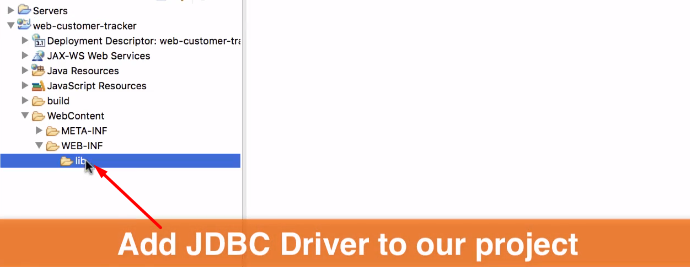 Servers
web-customer-tracker
Deployment Descriptor: web-customer-tra
JAX-WS Web Services
Java Resources
JavaScript Resources
build
WebContent
META-INF
WEB-INF
lib
Add JDBC Driver to our project